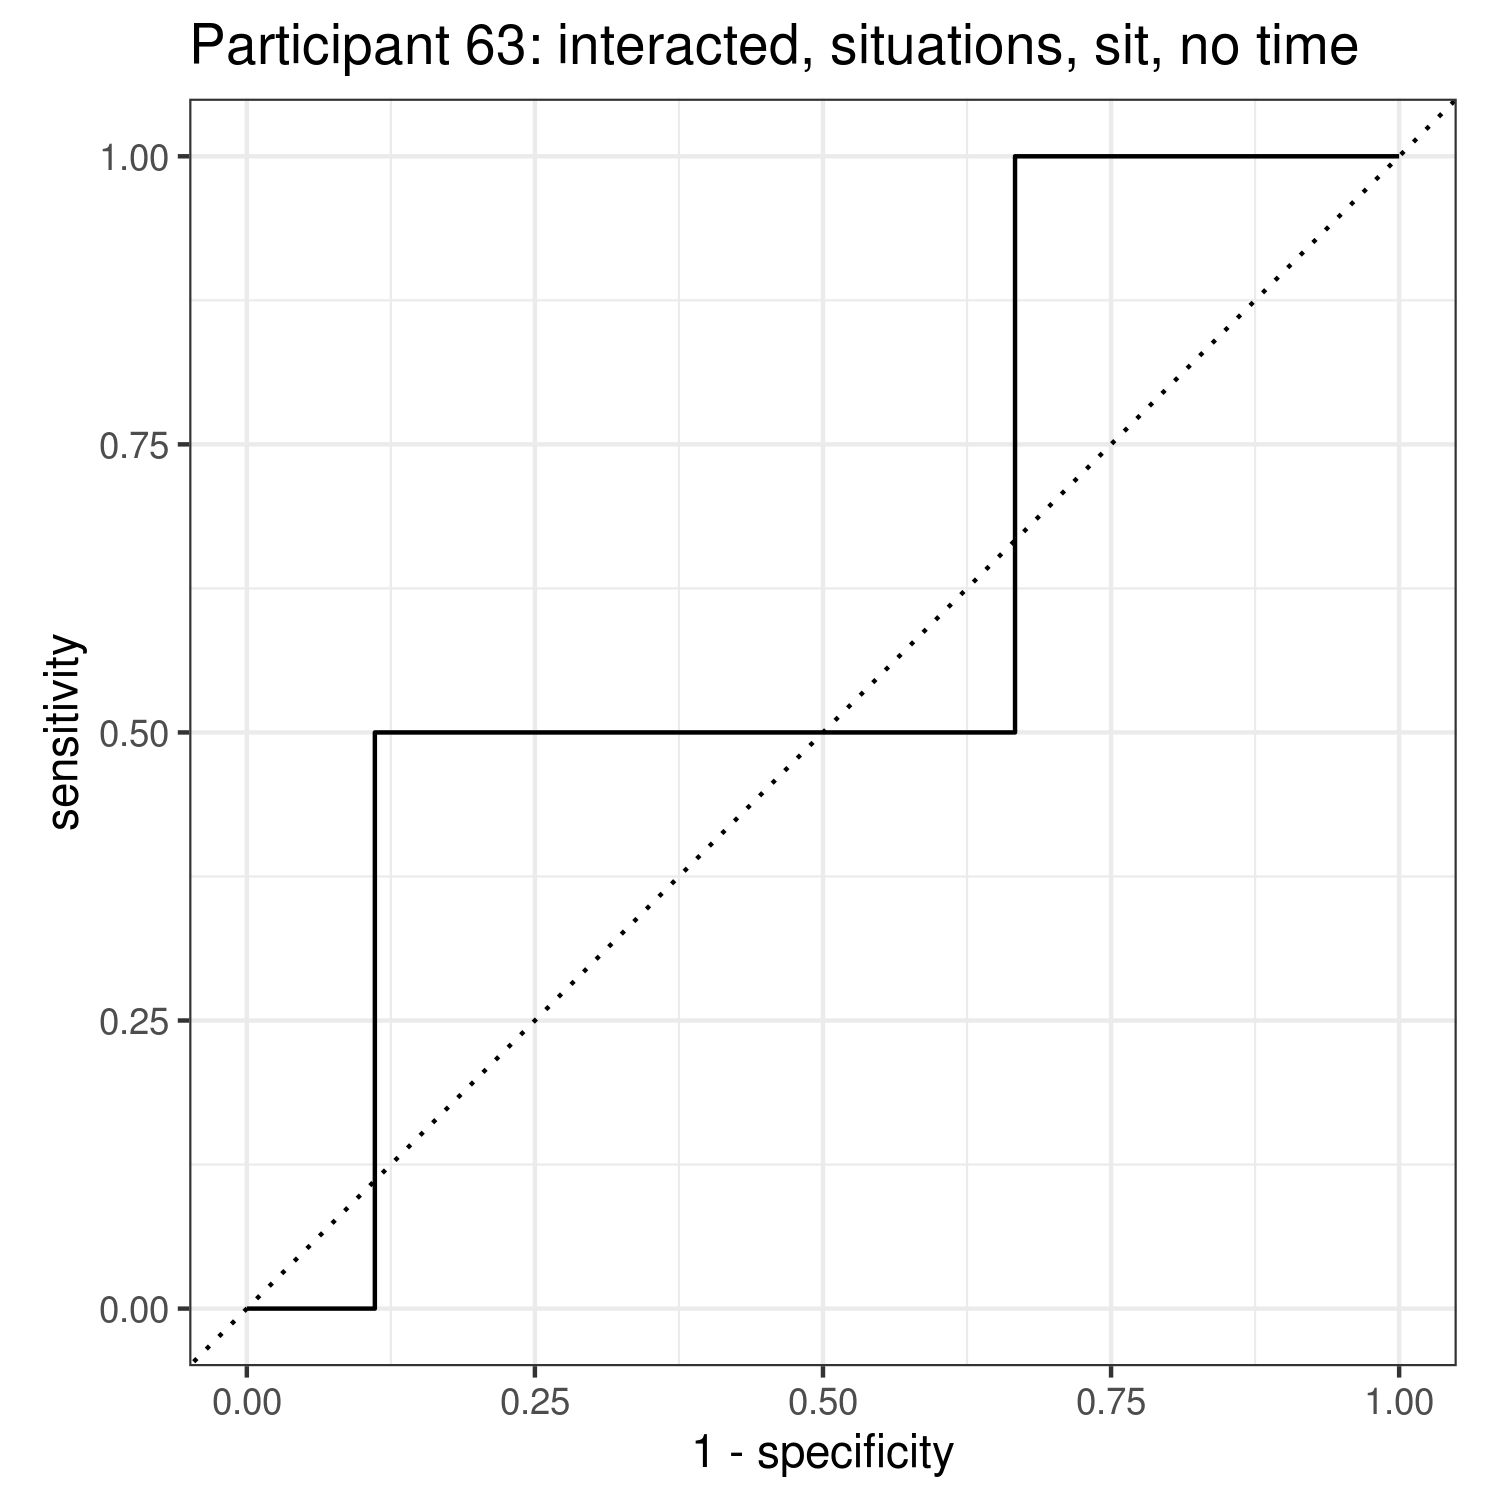 Participant 63: interacted, situations, sit, no time
1.00
0.75
0.50
0.25
0.00
sensitivity
0.00 0.25 0.50 0.75 1.00
1 - specificity